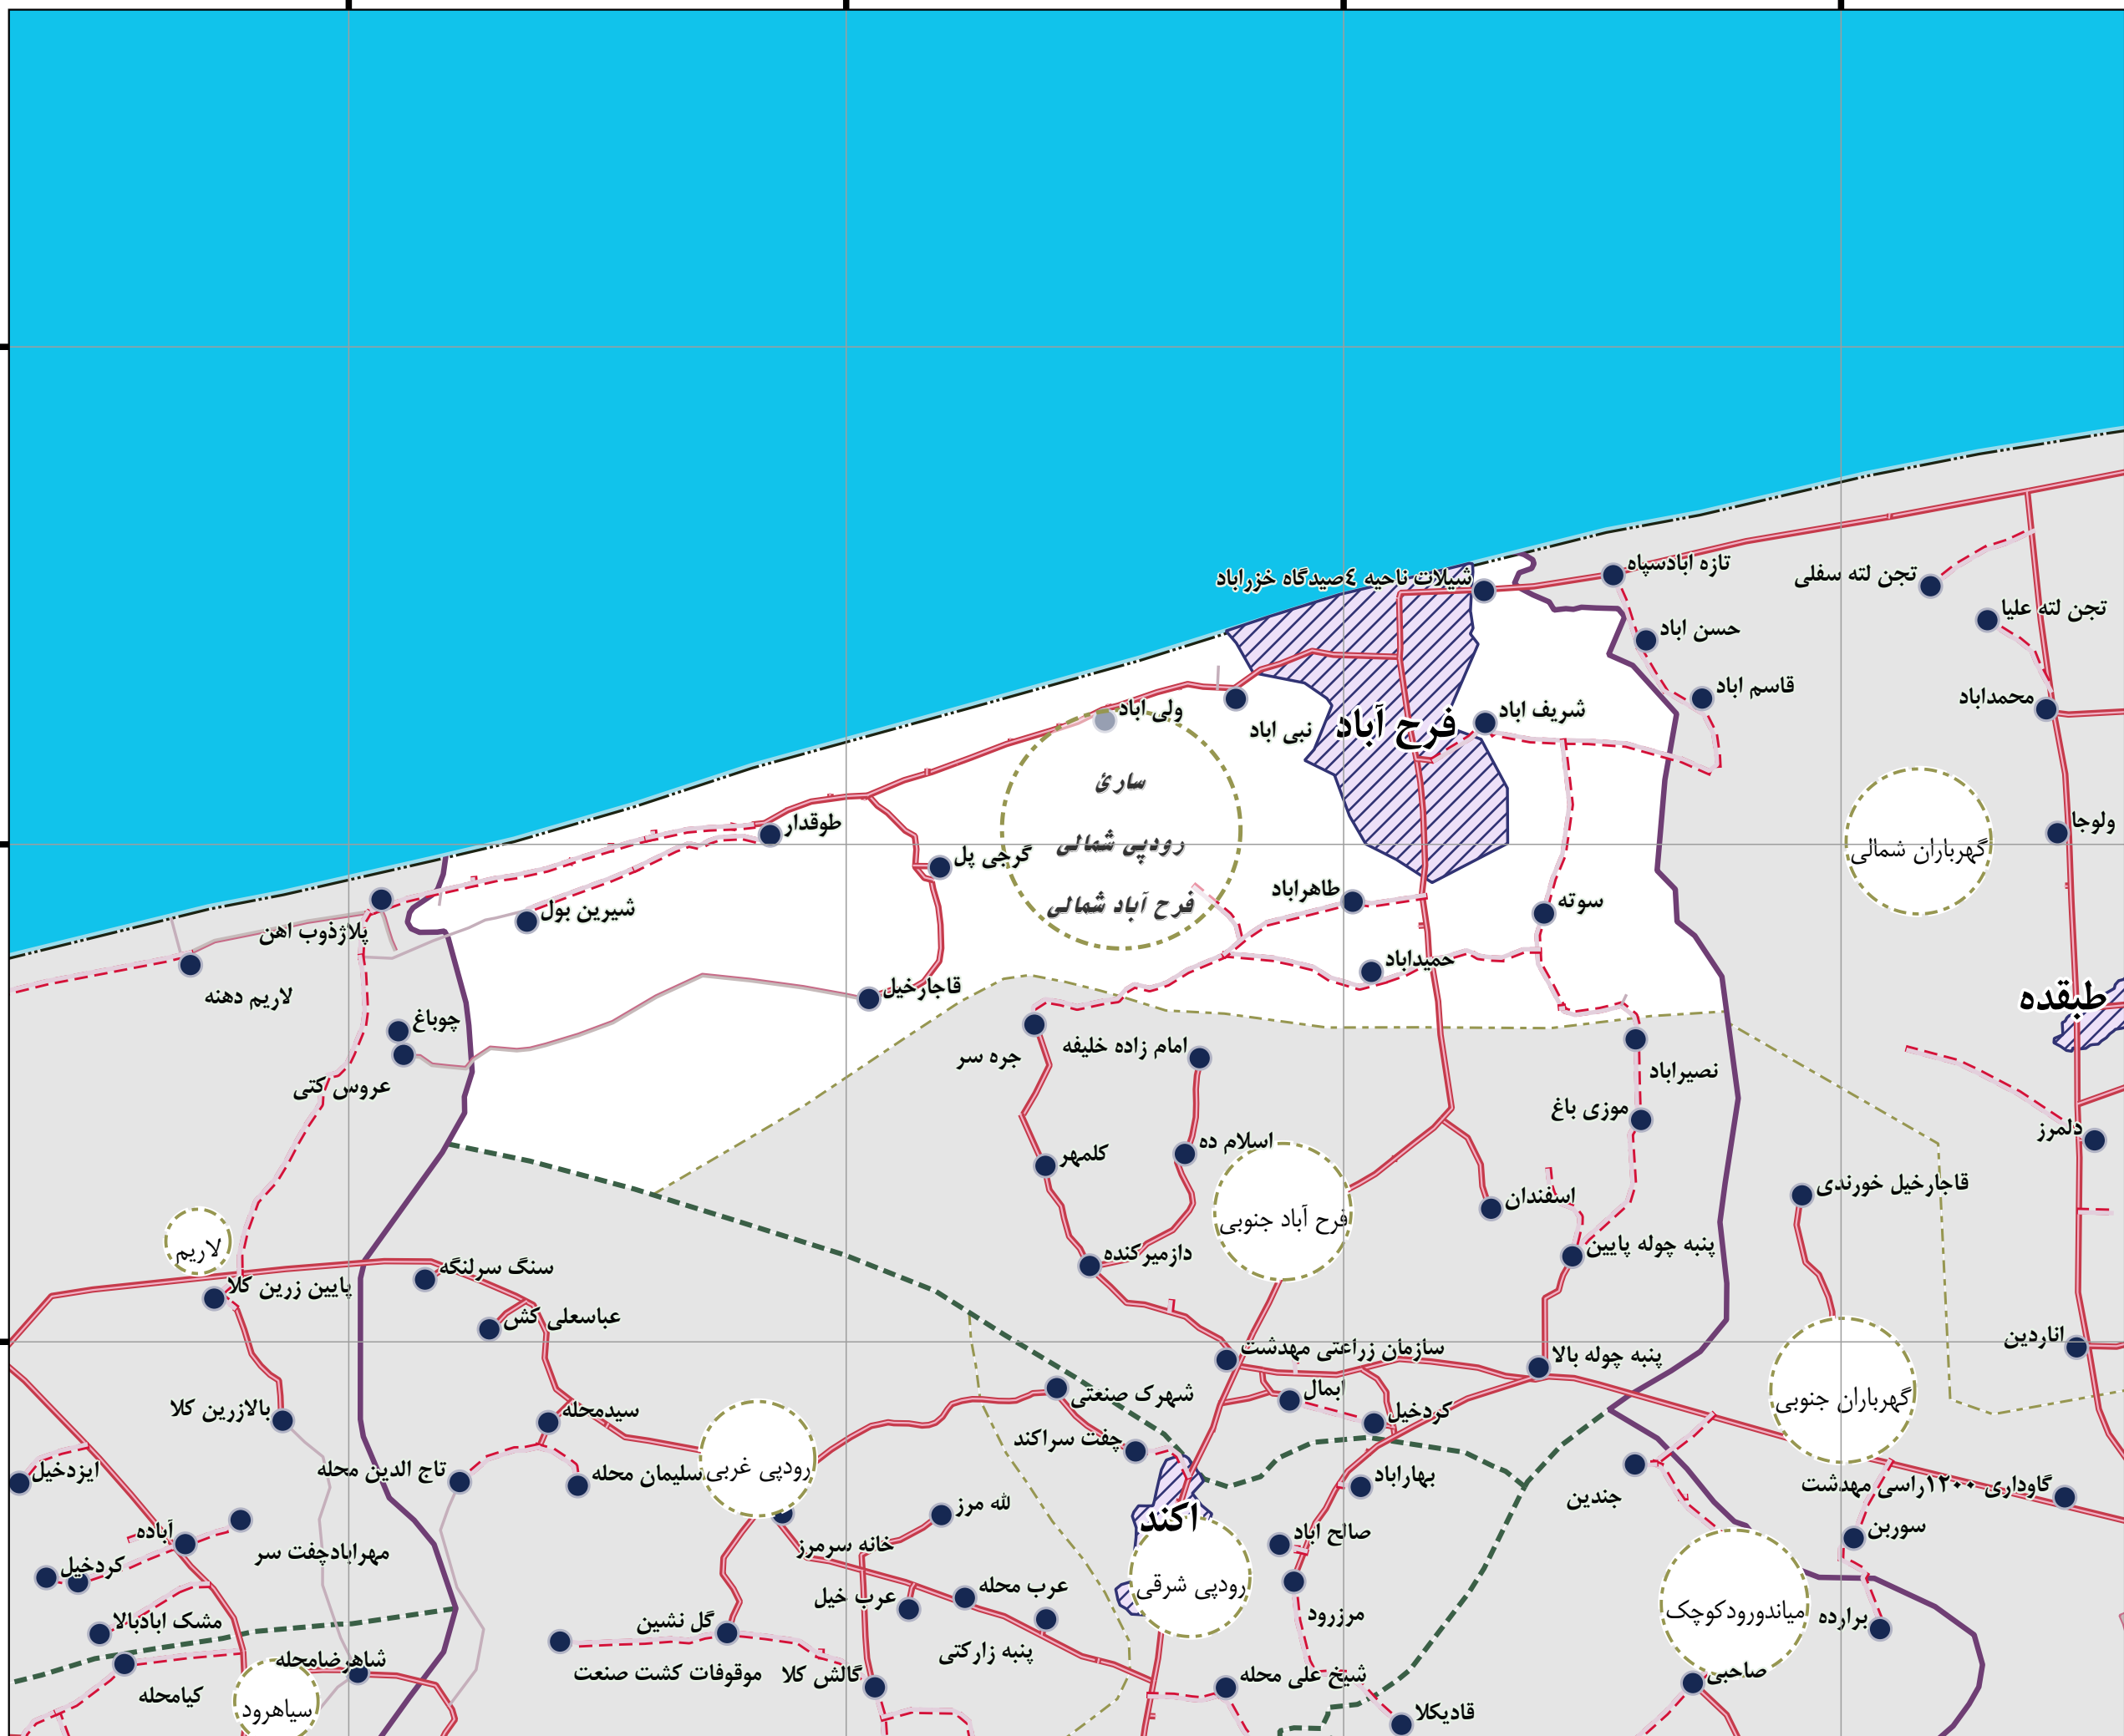 شیلات ناحیه ٤صیدگاه خزراباد
تازه ابادسپاه
تجن لته سفلی
تجن لته علیا
حسن اباد
قاسم اباد
محمداباد
ولی اباد
نبی اباد
فرح آباد
شریف اباد
ساری
رودپی شمالی
فرح آباد شمالی
طوقدار
گرجی پل
گهرباران شمالی
ولوجا
طاهراباد
سوته
شیرین بول
پلاژذوب اهن
حمیداباد
قاجارخیل
لاریم دهنه
طبقده
چوباغ
عروس کتی
جره سر
امام زاده خلیفه
نصیراباد
موزی باغ
دلمرز
کلمهر
اسلام ده
اسفندان
قاجارخیل خورندی
فرح آباد جنوبی
لاریم
دازمیرکنده
پنبه چوله پایین
سنگ سرلنگه
پایین زرین کلا
عباسعلی کش
سازمان زراعتی مهدشت
پنبه چوله بالا
اناردین
شهرک صنعتی
ابمال
کردخیل
گهرباران جنوبی
بالازرین کلا
سیدمحله
چفت سراکند
ایزدخیل
تاج الدین محله
سلیمان محله
رودپی غربی
بهاراباد
جندین
گاوداری ۱۲۰۰راسی مهدشت
لله مرز
اکند
صالح اباد
سوربن
آباده
مهرابادچفت سر
خانه سرمرز
کردخیل
عرب محله
عرب خیل
رودپی شرقی
مرزرود
میاندورودکوچک
برارده
مشک ابادبالا
گل نشین
پنبه زارکتی
شاهرضامحله
موقوفات کشت صنعت
گالش کلا
شیخ علی محله
صاحبی
کیامحله
سیاهرود
قادیکلا